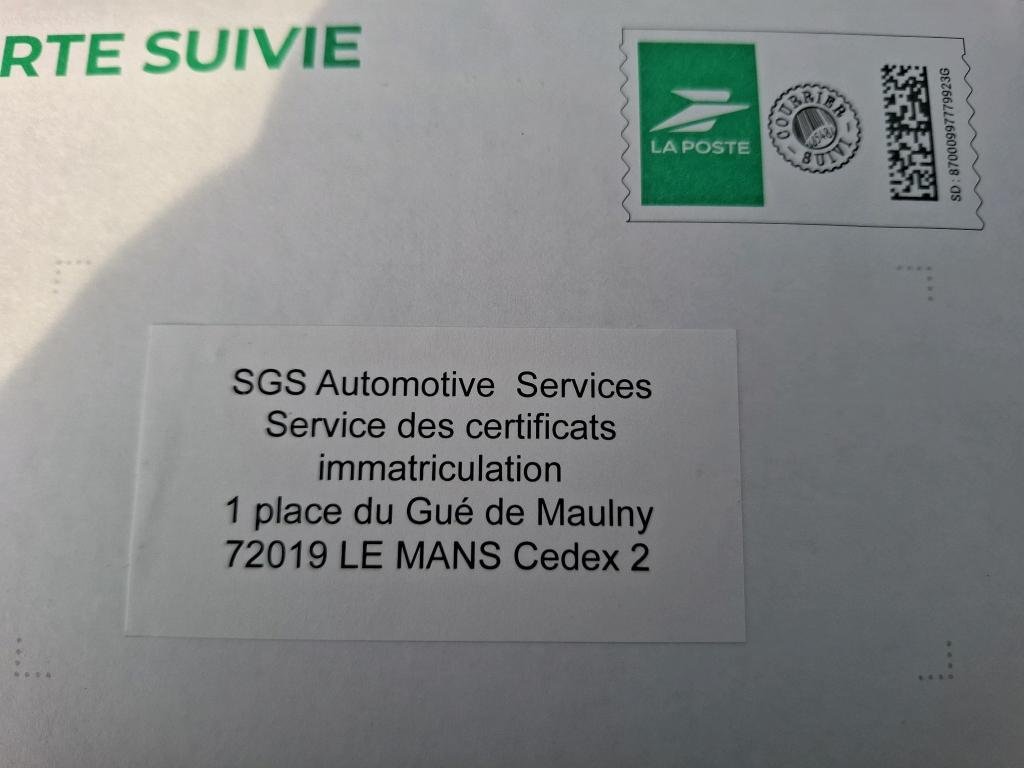 RTE SUIVIE
LA POSTE
COURRIER
SUIVI
SD : 87000997779923G
SGS Automotive Services
Service des certificats
immatriculation
1 place du Gué de Maulny
72019 LE MANS Cedex 2